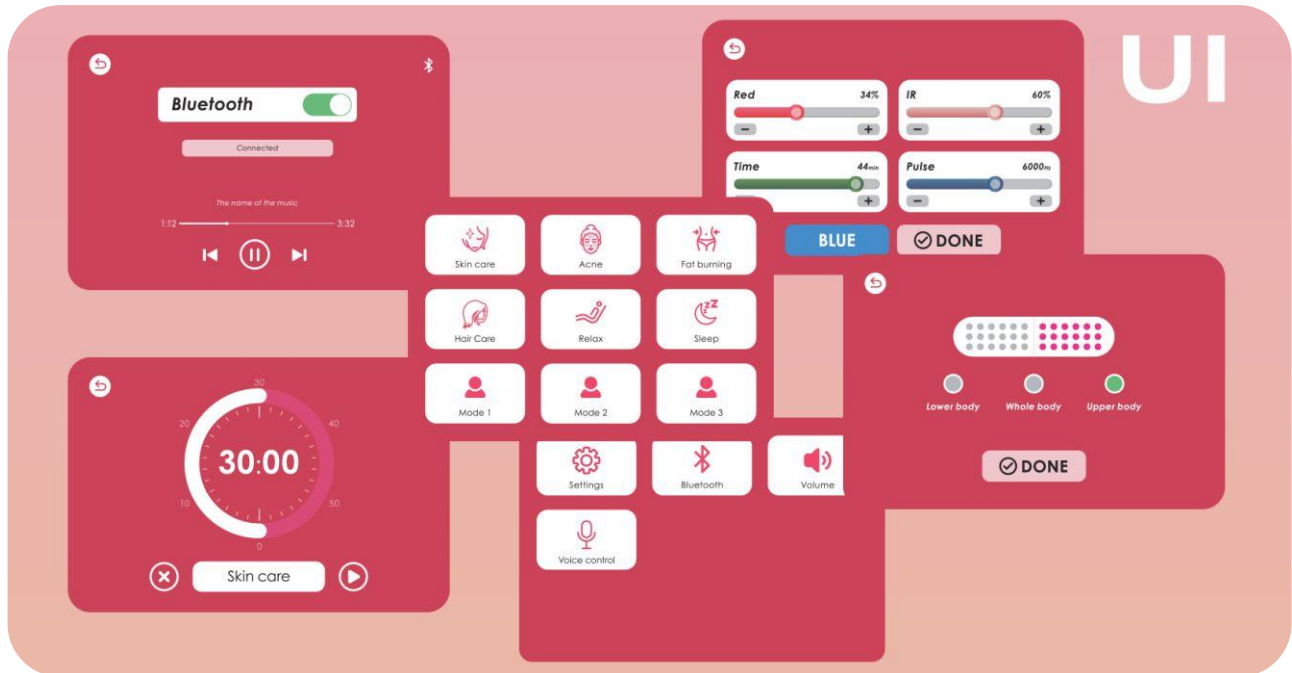 UI
Bluetooth
Connected
The name of the music
1:12
3:32
Red
34%
IR
60%
Time
44min
Pulse
6000Hz
BLUE
DONE
Skin care
Acne
Fat burning
Hair Care
Relax
Sleep
Mode 1
Mode 2
Mode 3
Settings
Bluetooth
Volume
Voice control
Lower body
Whole body
Upper body
DONE
30
20
40
30:00
10
50
0
Skin care